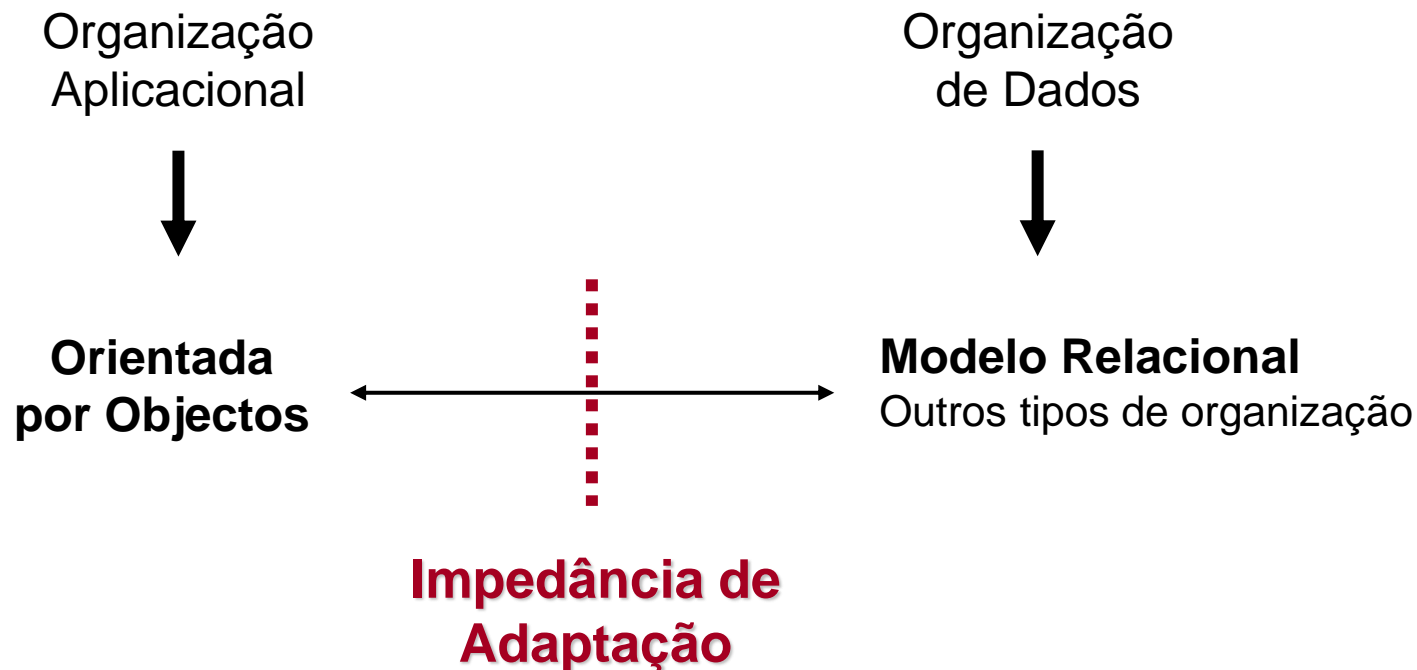 Organização
Aplicacional
Organização
de Dados
Orientada
por Objectos
Modelo Relacional
Outros tipos de organização
Impedância de
Adaptação